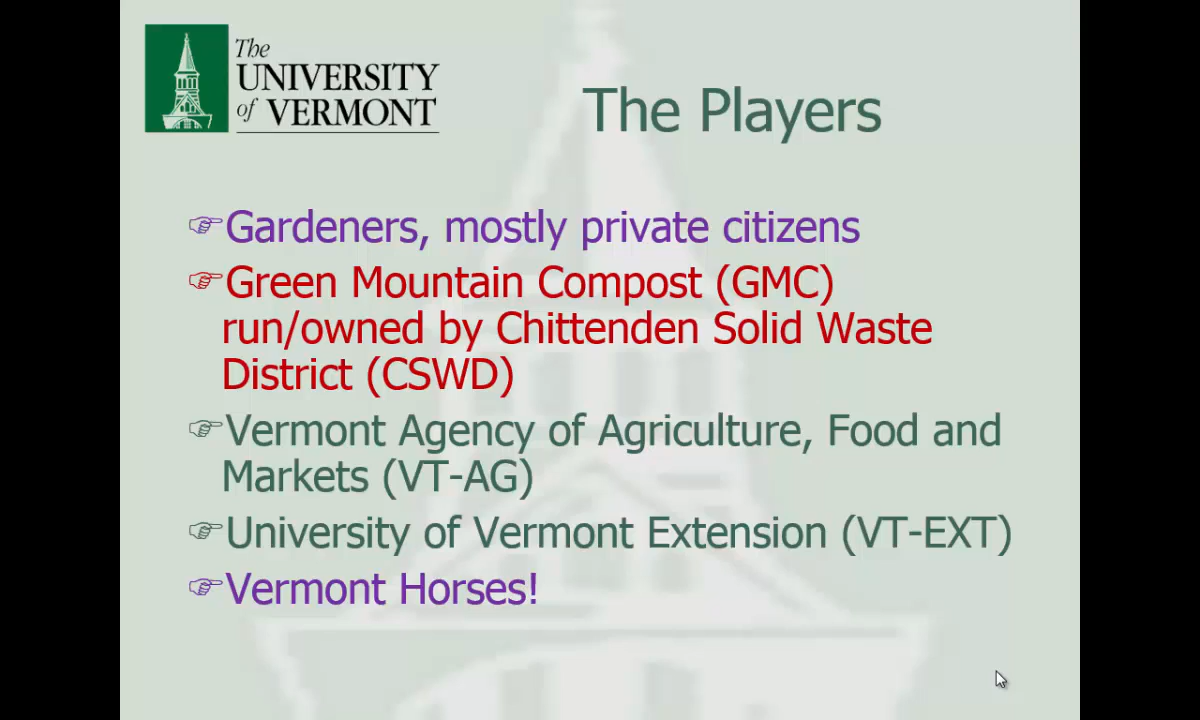 The
UNIVERSITY
of VERMONT
The Players
Gardeners, mostly private citizens
Green Mountain Compost (GMC)
run/owned by Chittenden Solid Waste
District (CSWD)
Vermont Agency of Agriculture, Food and
Markets (VT-AG)
University of Vermont Extension (VT-EXT)
Vermont Horses!